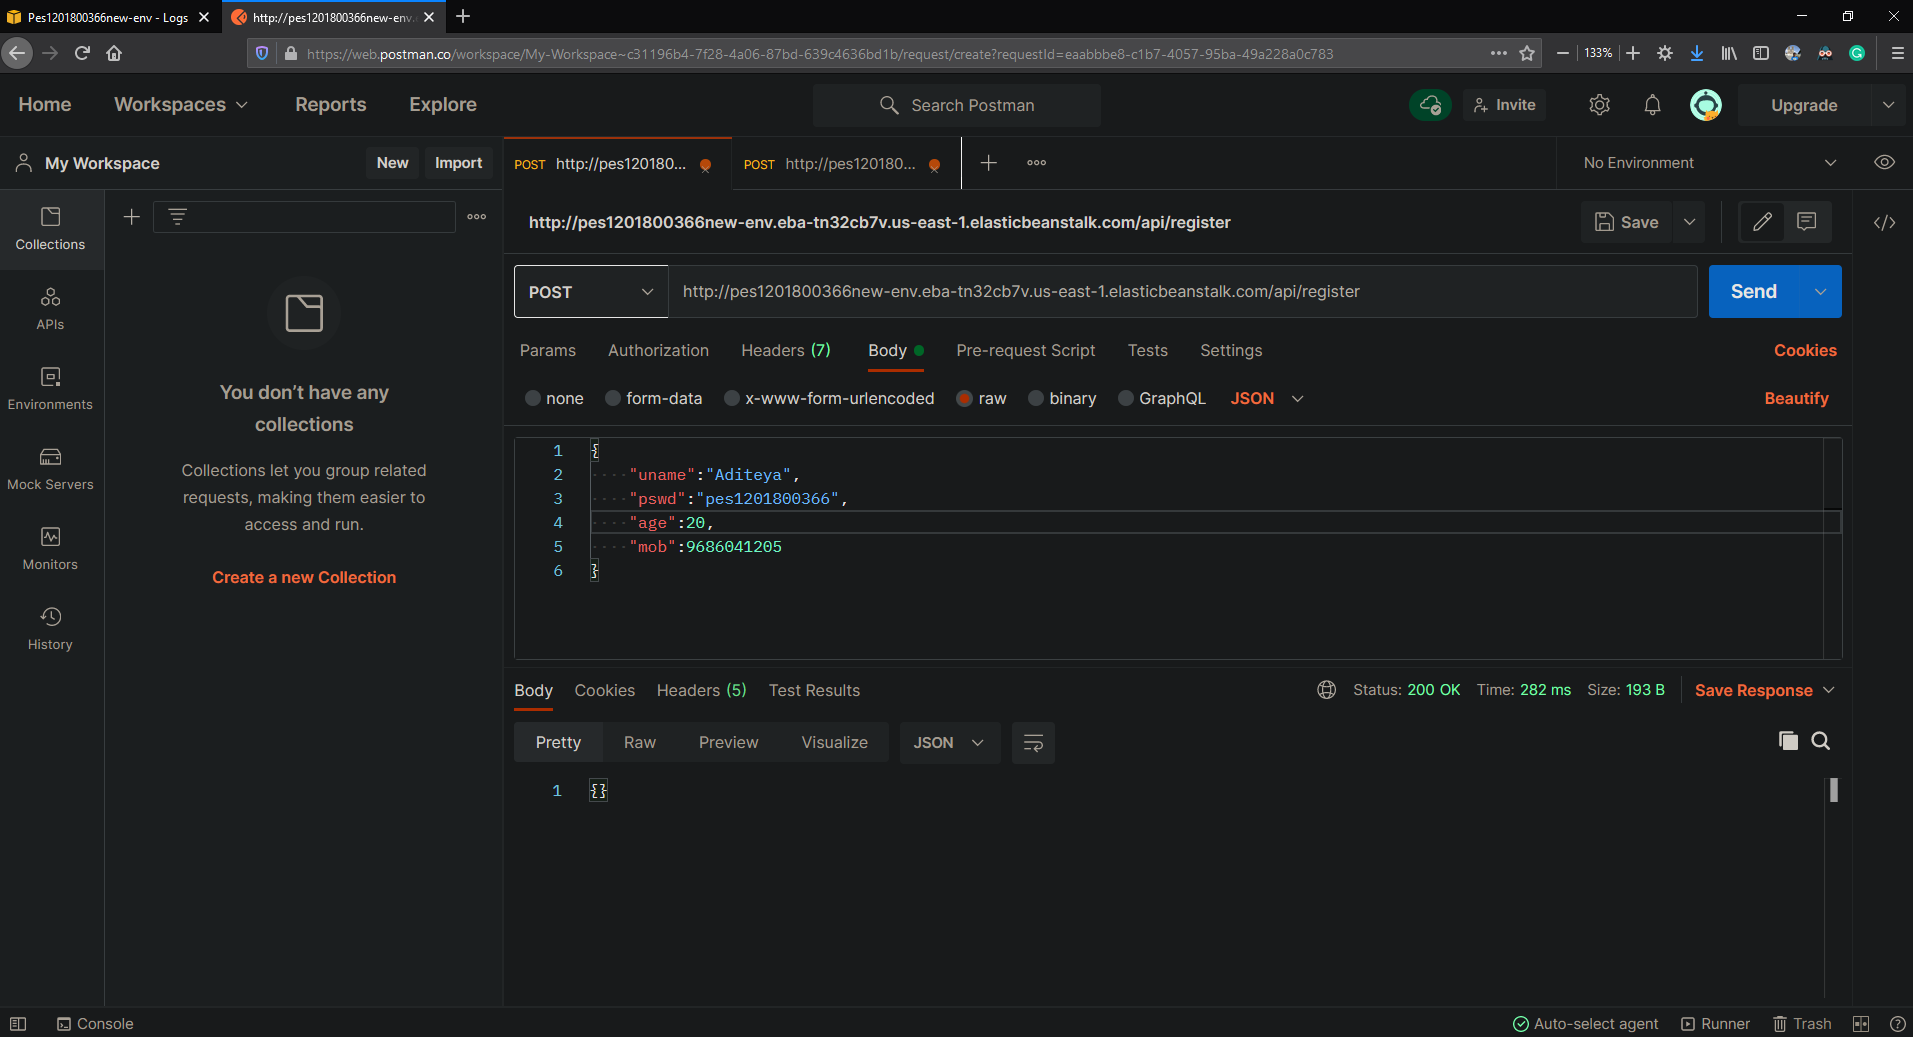 Pes1201800366new-env - Logs
http://pes1201800366new-env.
https://web.postman.co/workspace/My-Workspace~c31196b4-7f28-4a06-87bd-639c4636bd1b/request/create?requestId=eaabbbe8-c1b7-4057-95ba-49a228a0c783
133%
Home Workspaces Reports Explore Search Postman Invite Upgrade
My Workspace New Import
POST http://pes120180... POST http://pes120180... No Environment
Collections
APIs
Environments
Mock Servers
Monitors
History
You don't have any
collections
Collections let you group related
requests, making them easier to
access and run.
Create a new Collection
http://pes1201800366new-env.eba-tn32cb7v.us-east-1.elasticbeanstalk.com/api/register Save
POST http://pes1201800366new-env.eba-tn32cb7v.us-east-1.elasticbeanstalk.com/api/register Send
Params Authorization Headers (7) Body Pre-request Script Tests Settings Cookies
none form-data x-www-form-urlencoded raw binary GraphQL JSON Beautify
1 {
2 "uname":"Aditeya",
3 "pswd":"pes1201800366",
4 "age":20,
5 "mob":9686041205
6 }
Body Cookies Headers (5) Test Results Status: 200 OK Time: 282 ms Size: 193 B Save Response
Pretty Raw Preview Visualize JSON
1 {}
Console Auto-select agent Runner Trash